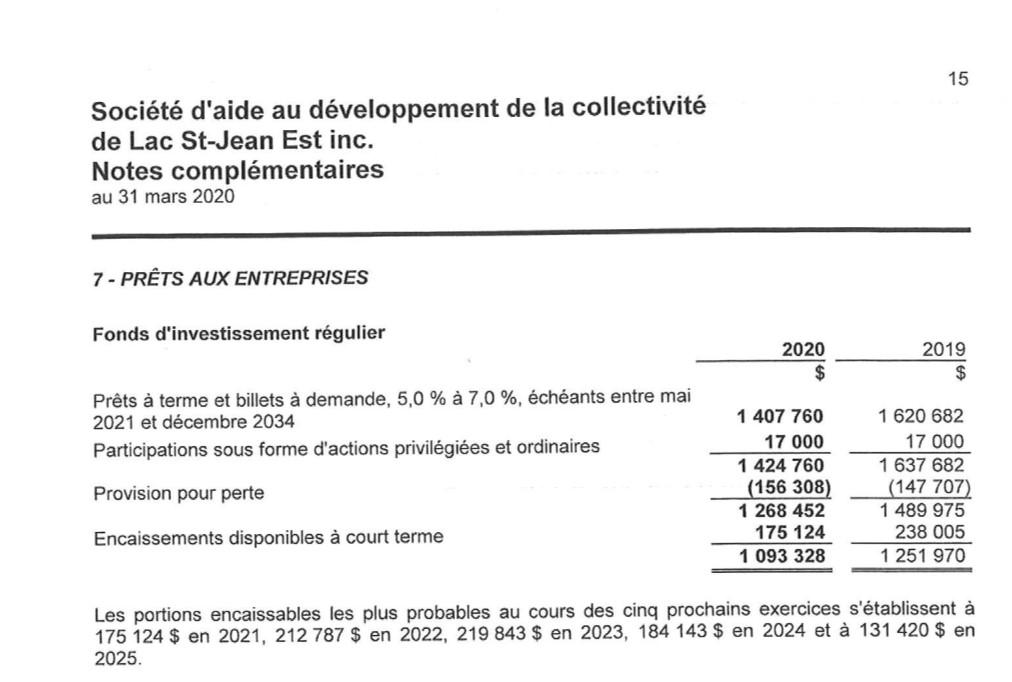 15
Société d'aide au développement de la collectivité
de Lac St-Jean Est inc.
Notes complémentaires
au 31 mars 2020
7 - PRÊTS AUX ENTREPRISES
Fonds d'investissement régulier
2020 2019
$ $
Prêts à terme et billets à demande, 5,0 % à 7,0 %, échéants entre mai
2021 et décembre 2034 1 407 760 1 620 682
Participations sous forme d'actions privilégiées et ordinaires 17 000 17 000
1 424 760 1 637 682
Provision pour perte (156 308) (147 707)
1 268 452 1 489 975
Encaissements disponibles à court terme 175 124 238 005
1 093 328 1 251 970
Les portions encaissables les plus probables au cours des cinq prochains exercices s'établissent à
175 124 $ en 2021, 212 787 $ en 2022, 219 843 $ en 2023, 184 143 $ en 2024 et à 131 420 $ en
2025.